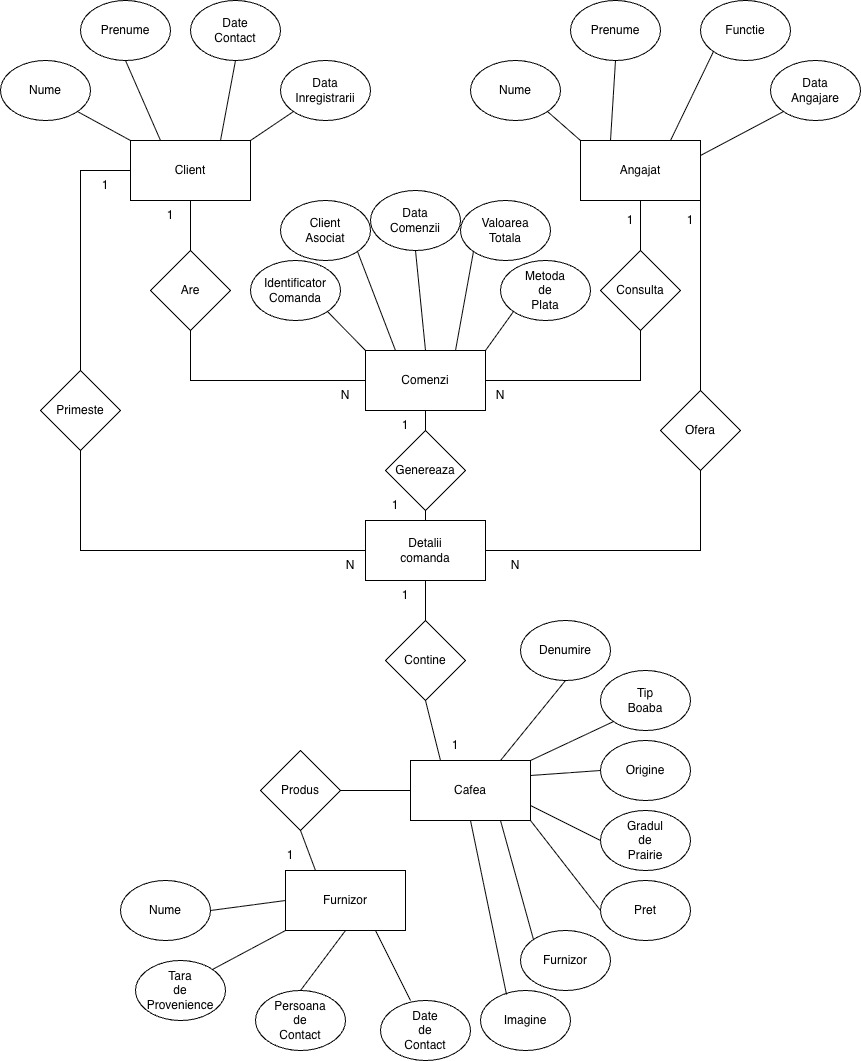 Prenume
Date
Contact
Prenume
Functie
Nume
Data
Inregistrarii
Nume
Data
Angajare
Client
Angajat
1
1
1
1
Client
Asociat
Data
Comenzii
Valoarea
Totala
Are
Identificator
Comanda
Metoda
de
Plata
Consulta
Comenzi
N
N
Primeste
1
Ofera
Genereaza
1
Detalii
comanda
N
N
1
Contine
Denumire
Tip
Boaba
1
Origine
Produs
Cafea
Gradul
de
Prairie
1
Furnizor
Nume
Pret
Furnizor
Tara
de
Provenience
Persoana
de
Contact
Date
de
Contact
Imagine